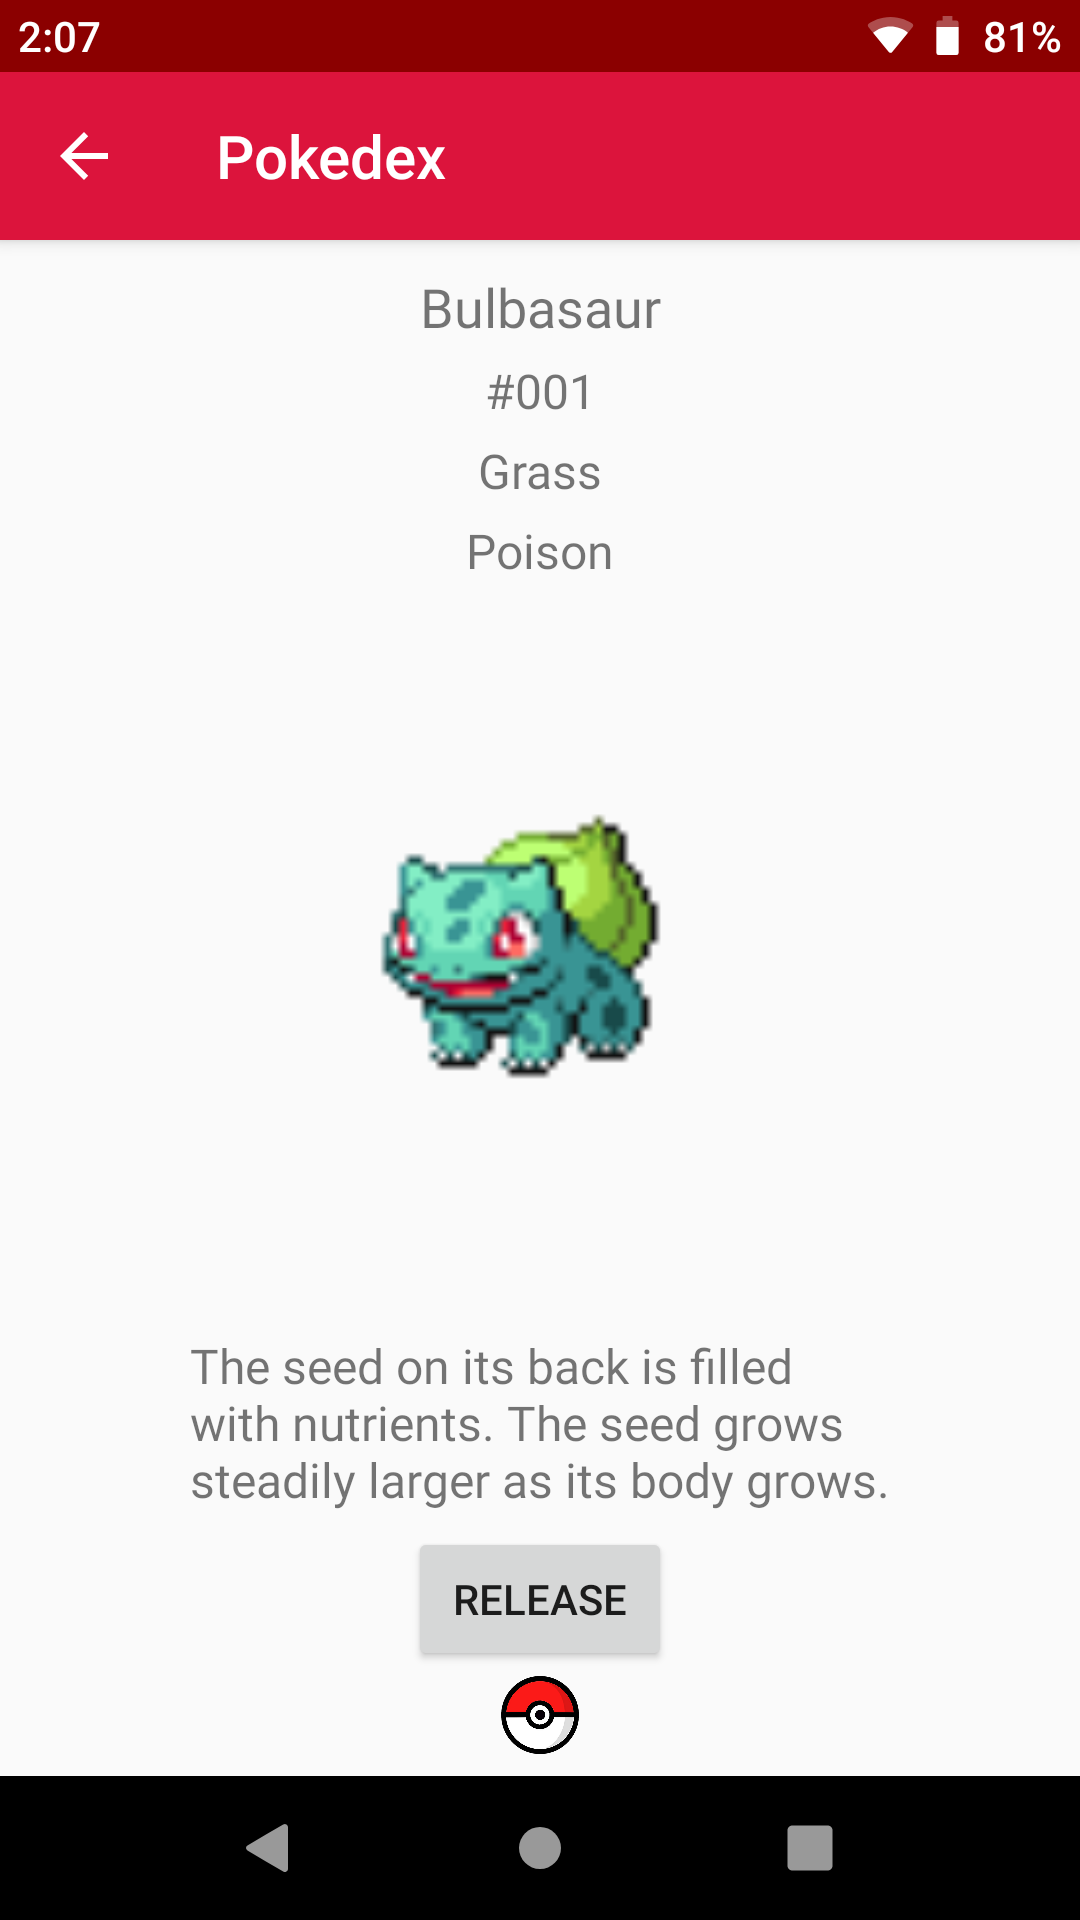 2:07
81%
Pokedex
Bulbasaur
#001
Grass
Poison
The seed on its back is filled
with nutrients. The seed grows
steadily larger as its body grows.
RELEASE